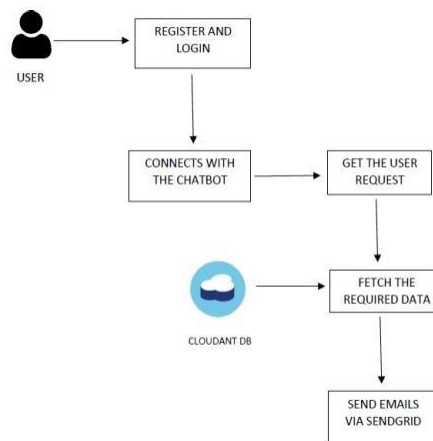 REGISTER AND
LOGIN
USER
CONNECTS WITH
THE CHATBOT
GET THE USER
REQUEST
FETCH THE
REQUIRED DATA
CLOUDANT DB
SEND EMAILS
VIA SENDGRID